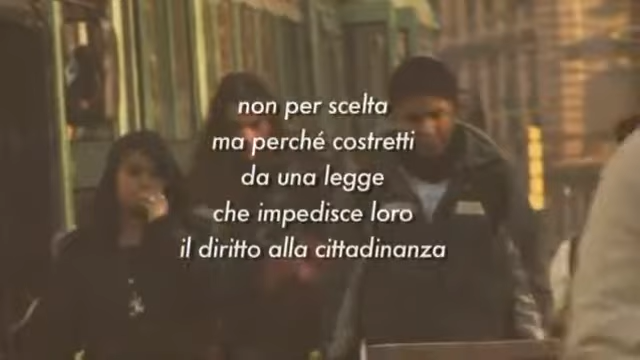 non per scelta
ma perché costretti
da una legge
che impedisce loro
il diritto alla cittadinanza